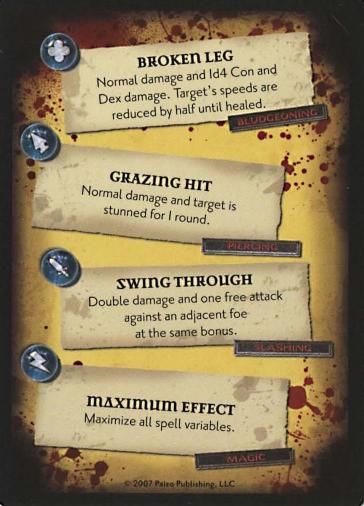 BROKEN LEG
Normal damage and 1d4 Con and
Dex damage. Target's speeds are
reduced by half until healed.
BLUDGEONING
GRAZING HIT
Normal damage and target is
stunned for 1 round.
PIERCING
SWING THROUGH
Double damage and one free attack
against an adjacent foe
at the same bonus.
SLASHING
MAXIMUM EFFECT
Maximize all spell variables.
MAGIC
© 2007 Paizo Publishing, LLC